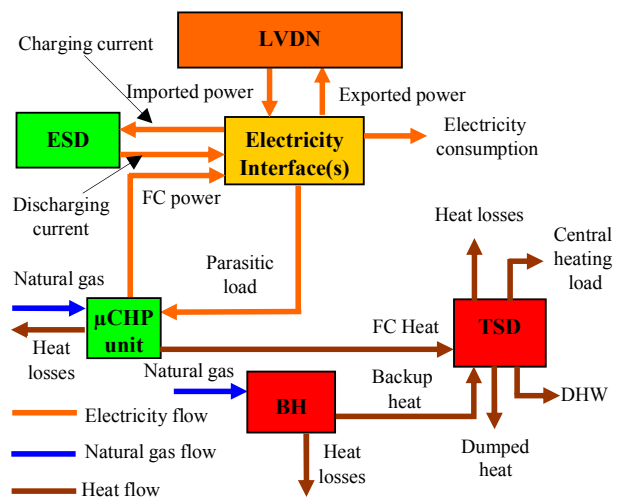 Charging current
LVDN
Imported power
Exported power
ESD
Electricity
Interface(s)
Electricity
consumption
Discharging
current
FC power
Heat losses
Central
heating
load
Parasitic
load
Natural gas
µCHP
unit
Heat
losses
FC Heat
TSD
Natural gas
BH
Backup
heat
DHW
Electricity flow
Natural gas flow
Heat flow
Heat
losses
Dumped
heat